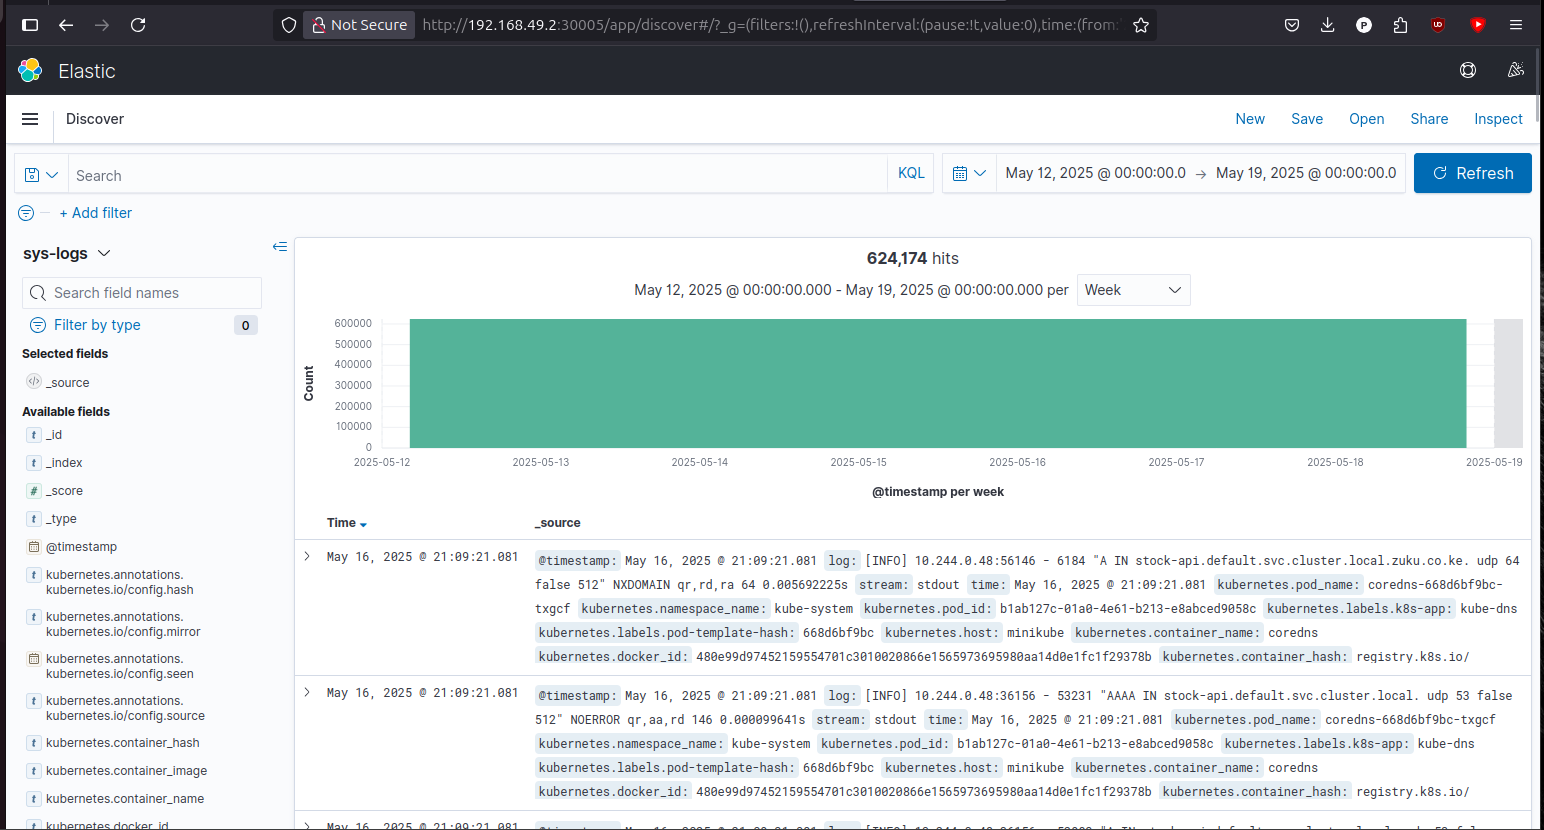 Not Secure http://192.168.49.2:30005/app/discover#/?_g=(filters:!(),refreshInterval:(pause:!t,value:0),time:(from:
Elastic
Discover New Save Open Share Inspect
Search KQL May 12, 2025 @ 00:00:00.0 → May 19, 2025 @ 00:00:00.0 Refresh
+ Add filter
sys-logs
Search field names
Filter by type 0
Selected fields
_source
Available fields
_id
_index
_score
_type
@timestamp
kubernetes.annotations.
kubernetes.io/config.hash
kubernetes.annotations.
kubernetes.io/config.mirror
kubernetes.annotations.
kubernetes.io/config.seen
kubernetes.annotations.
kubernetes.io/config.source
kubernetes.container_hash
kubernetes.container_image
kubernetes.container_name
kubernetes.docker_id
624,174 hits
May 12, 2025 @ 00:00:00.000 - May 19, 2025 @ 00:00:00.000 per Week
Count
600000
500000
400000
300000
200000
100000
0
2025-05-12 2025-05-13 2025-05-14 2025-05-15 2025-05-16 2025-05-17 2025-05-18 2025-05-19
@timestamp per week
Time _source
May 16, 2025 @ 21:09:21.081 @timestamp: May 16, 2025 @ 21:09:21.081 log: [INFO] 10.244.0.48:56146 - 6184 "A IN stock-api.default.svc.cluster.local.zuku.co.ke. udp 64
false 512" NXDOMAIN qr,rd,ra 64 0.005692225s stream: stdout time: May 16, 2025 @ 21:09:21.081 kubernetes.pod_name: coredns-668d6bf9bc-
txgcf kubernetes.namespace_name: kube-system kubernetes.pod_id: b1ab127c-01a0-4e61-b213-e8abced9058c kubernetes.labels.k8s-app: kube-dns
kubernetes.labels.pod-template-hash: 668d6bf9bc kubernetes.host: minikube kubernetes.container_name: coredns
kubernetes.docker_id: 480e99d97452159554701c3010020866e1565973695980aa14d0e1fc1f29378b kubernetes.container_hash: registry.k8s.io/
May 16, 2025 @ 21:09:21.081 @timestamp: May 16, 2025 @ 21:09:21.081 log: [INFO] 10.244.0.48:36156 - 53231 "AAAA IN stock-api.default.svc.cluster.local. udp 53 false
512" NOERROR qr,aa,rd 146 0.000099641s stream: stdout time: May 16, 2025 @ 21:09:21.081 kubernetes.pod_name: coredns-668d6bf9bc-txgcf
kubernetes.namespace_name: kube-system kubernetes.pod_id: b1ab127c-01a0-4e61-b213-e8abced9058c kubernetes.labels.k8s-app: kube-dns
kubernetes.labels.pod-template-hash: 668d6bf9bc kubernetes.host: minikube kubernetes.container_name: coredns
kubernetes.docker_id: 480e99d97452159554701c3010020866e1565973695980aa14d0e1fc1f29378b kubernetes.container_hash: registry.k8s.io/
May 16, 2025 @ 21:09:21.081